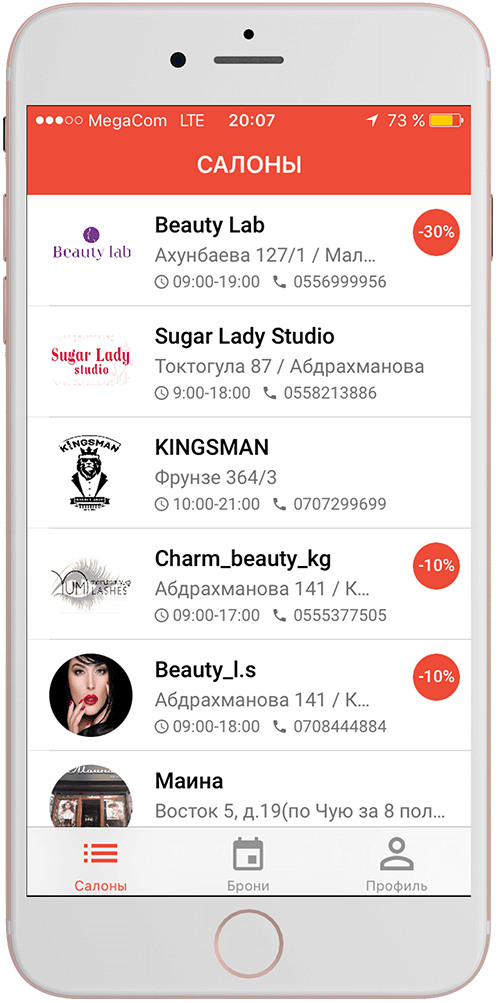 MegaCom LTE 20:07 73 %
САЛОНЫ
Beauty lab
Beauty Lab
-30%
Ахунбаева 127/1 / Мал...
09:00-19:00 0556999956
Sugar Lady
studio
Sugar Lady Studio
Токтогула 87 / Абдрахманова
9:00-18:00 0558213886
KINGSMAN
KINGSMAN
Фрунзе 364/3
10:00-21:00 0707299699
LASHES
Charm_beauty_kg
-10%
Абдрахманова 141 / К...
09:00-17:00 0555377505
Beauty_l.s
-10%
Абдрахманова 141 / К...
09:00-18:00 0708444884
Маина
Восток 5, д.19(по Чую за 8 пол...
Салоны
Брони
Профиль